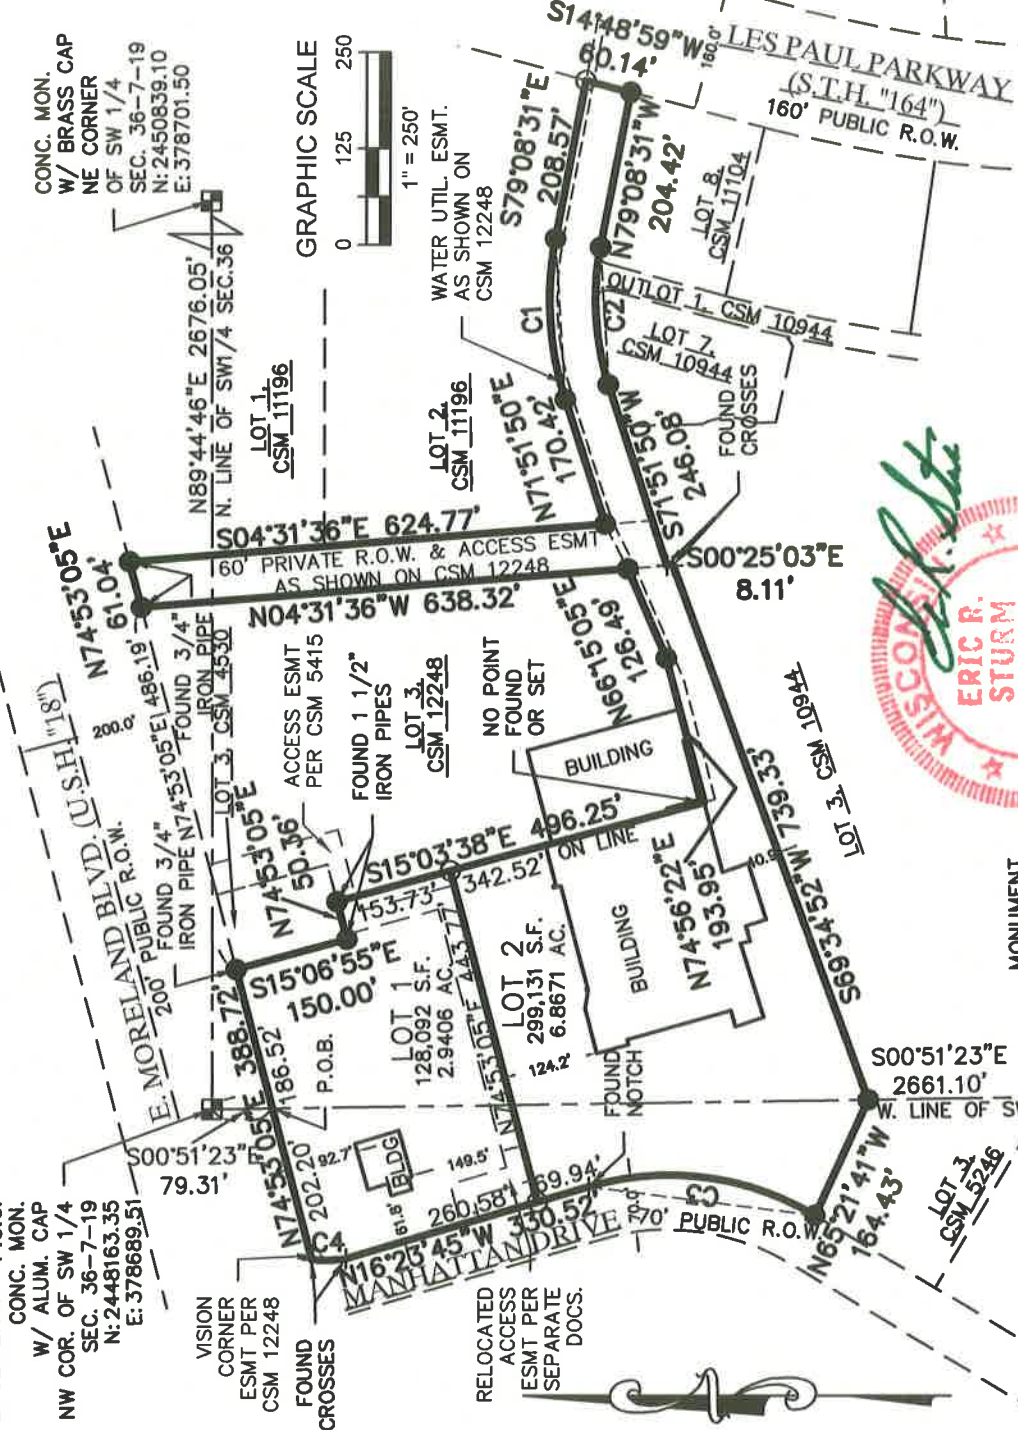 CONC. MON.
W/ BRASS CAP
NE CORNER
OF SW 1/4
SEC. 36-7-19
N: 2450839.10
E: 378701.50
GRAPHIC SCALE
0 125 250
1" = 250'
WATER UTIL. ESMT.
AS SHOWN ON
CSM 12248
S14°48'59"W
60.14'
160.0'
LES PAUL PARKWAY
(S.T.H. "164")
160' PUBLIC R.O.W.
S79°08'31"E
208.57'
N79°08'31"W
204.42'
LOT 8,
CSM 11104
OUTLOT 1, CSM 10944
LOT 7,
CSM 10944
C1
C2
N89°44'46"E 2676.05'
N. LINE OF SW1/4 SEC.36
LOT 1,
CSM 11196
LOT 2,
CSM 11196
N71°51'50"E
170.42'
S71°51'50"W
246.08'
FOUND
CROSSES
N74°53'05"E
61.04'
S04°31'36"E 624.77'
60' PRIVATE R.O.W. & ACCESS ESMT
AS SHOWN ON CSM 12248
N04°31'36"W 638.32'
S00°25'03"E
8.11'
N66°15'05"E
126.49'
E. MORELAND BLVD. (U.S.H. "18")
200' PUBLIC R.O.W.
200.0'
N74°53'05"E 486.19'
FOUND 3/4"
IRON PIPE
FOUND 3/4"
IRON PIPE
LOT 3, CSM 4530
ACCESS ESMT
PER CSM 5415
FOUND 1 1/2"
IRON PIPES
LOT 3,
CSM 12248
NO POINT
FOUND
OR SET
BUILDING
N74°53'05"E
50.36'
S15°03'38"E 496.25'
153.73'
342.52'
ON LINE
S15°06'55"E
150.00'
N74°53'05"E 388.72'
202.20'
186.52'
P.O.B.
LOT 1
128,092 S.F.
2.9406 AC.
N74°53'05"E 443.77'
LOT 2
299,131 S.F.
6.8671 AC.
BUILDING
N74°56'22"E
193.95'
40.9'
S69°34'52"W 739.33'
LOT 3, CSM 10944
WISCONSIN
ERIC R.
STURM
MONUMENT
CONC. MON.
W/ ALUM. CAP
NW COR. OF SW 1/4
SEC. 36-7-19
N: 2448163.35
E: 378689.51
S00°51'23"E
79.31'
92.7'
BLDG
61.8'
149.5'
124.2'
FOUND
NOTCH
S00°51'23"E
2661.10'
W. LINE OF S
C4
N16°23'45"W 330.52'
260.58'
69.94'
70.0'
MANHATTAN DRIVE
70' PUBLIC R.O.W.
C3
N65°21'41"W
164.43'
LOT 3,
CSM 5246
VISION
CORNER
ESMT PER
CSM 12248
FOUND
CROSSES
RELOCATED
ACCESS
ESMT PER
SEPARATE
DOCS.